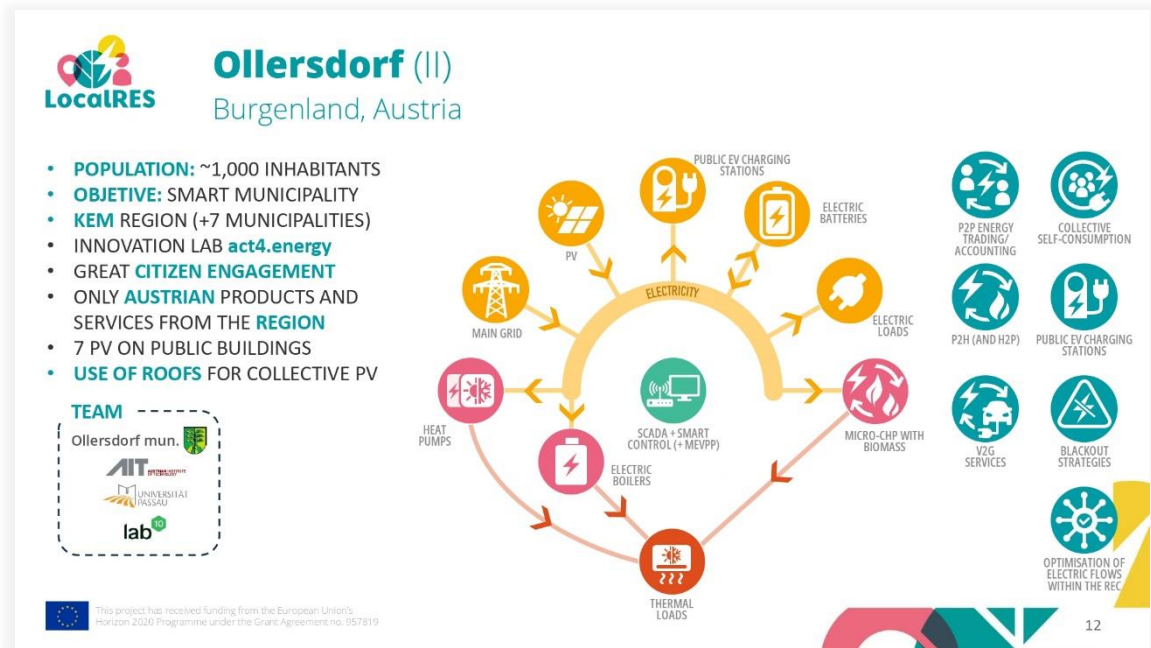 LocalRES
Ollersdorf (II)
Burgenland, Austria
• POPULATION: ~1,000 INHABITANTS
• OBJETIVE: SMART MUNICIPALITY
• KEM REGION (+7 MUNICIPALITIES)
• INNOVATION LAB act4.energy
• GREAT CITIZEN ENGAGEMENT
• ONLY AUSTRIAN PRODUCTS AND
SERVICES FROM THE REGION
• 7 PV ON PUBLIC BUILDINGS
• USE OF ROOFS FOR COLLECTIVE PV
TEAM
Ollersdorf mun.
AIT AUSTRIAN INSTITUTE
OF TECHNOLOGY
UNIVERSITÄT
PASSAU
lab10
PUBLIC EV CHARGING
STATIONS
ELECTRIC
BATTERIES
PV
ELECTRICITY
MAIN GRID
ELECTRIC
LOADS
HEAT
PUMPS
SCADA + SMART
CONTROL (+ MEVPP)
MICRO-CHP WITH
BIOMASS
ELECTRIC
BOILERS
THERMAL
LOADS
P2P ENERGY
TRADING/
ACCOUNTING
COLLECTIVE
SELF-CONSUMPTION
P2H (AND H2P)
PUBLIC EV CHARGING
STATIONS
V2G
SERVICES
BLACKOUT
STRATEGIES
OPTIMISATION OF
ELECTRIC FLOWS
WITHIN THE REC
This project has received funding from the European Union's
Horizon 2020 Programme under the Grant Agreement no. 957819
12